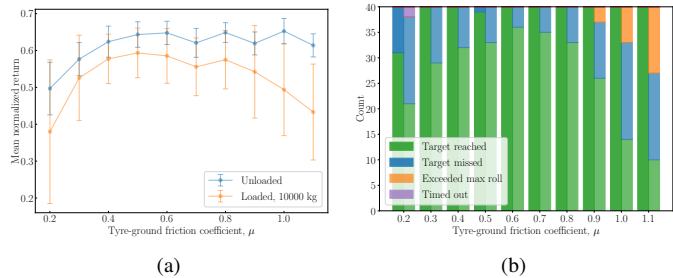 0.7
0.6
0.5
0.4
0.3
0.2
Mean normalized return
Unloaded
Loaded, 10000 kg
0.2 0.4 0.6 0.8 1.0
Tyre-ground friction coefficient, μ
(a)
40
35
30
25
20
15
10
5
0
Count
Target reached
Target missed
Exceeded max roll
Timed out
0.2 0.3 0.4 0.5 0.6 0.7 0.8 0.9 1.0 1.1
Tyre-ground friction coefficient, μ
(b)